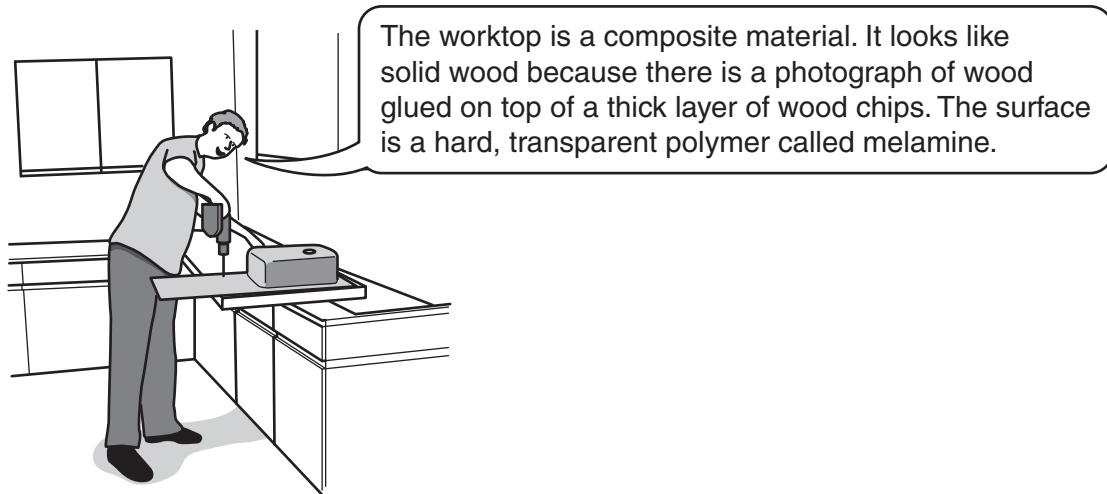 The worktop is a composite material. It looks like
solid wood because there is a photograph of wood
glued on top of a thick layer of wood chips. The surface
is a hard, transparent polymer called melamine.